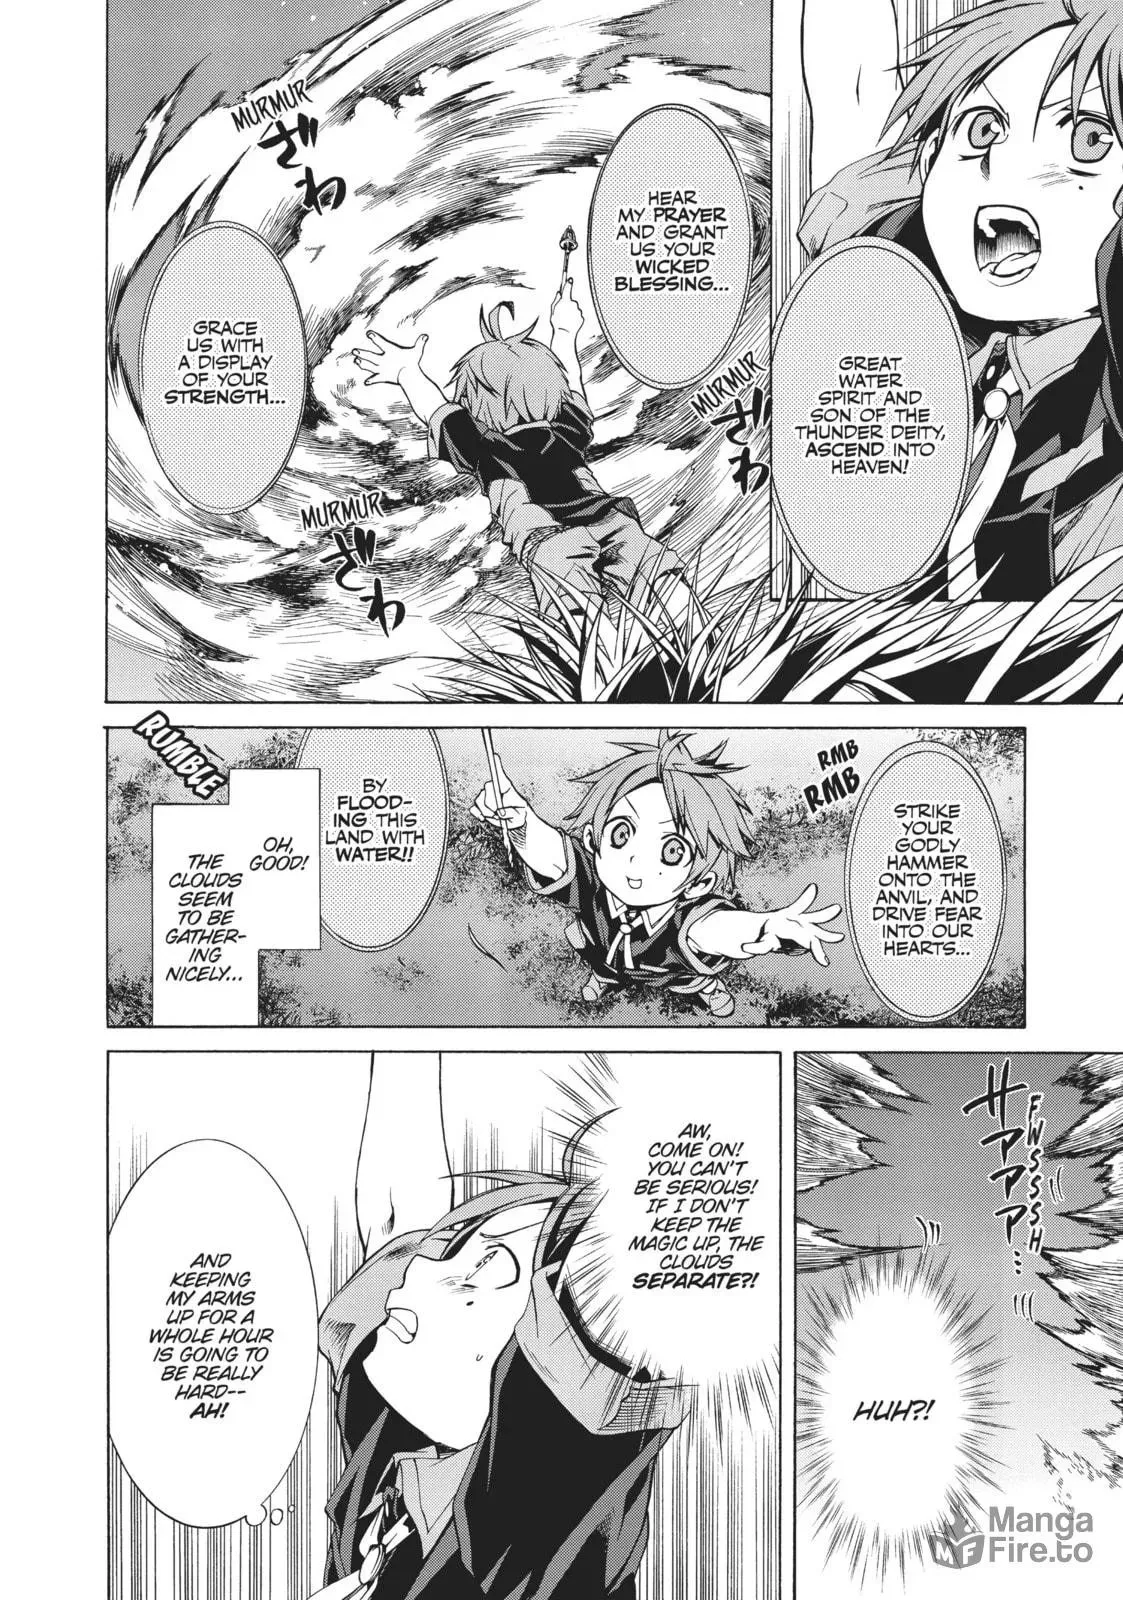 GREAT
WATER
SPIRIT AND
SON OF THE
THUNDER DEITY,
ASCEND INTO
HEAVEN!
HEAR
MY PRAYER
AND GRANT
US YOUR
WICKED
BLESSING...
MURMUR
ざわ
MURMUR
ざわ
GRACE
US WITH
A DISPLAY
OF YOUR
STRENGTH...
MURMUR
ざわ
STRIKE
YOUR
GODLY
HAMMER
ONTO THE
ANVIL, AND
DRIVE FEAR
INTO OUR
HEARTS...
RMB
RMB
BY
FLOOD-
ING THIS
LAND WITH
WATER!!
RUMBLE
OH,
GOOD!
THE
CLOUDS
SEEM
TO BE
GATHER-
ING
NICELY...
サアアア...
FWSSSSH
HUH?!
AW,
COME ON!
YOU CAN'T
BE SERIOUS!
IF I DON'T
KEEP THE
MAGIC UP, THE
CLOUDS
SEPARATE?!
AND
KEEPING
MY ARMS
UP FOR A
WHOLE HOUR
IS GOING TO
BE REALLY
HARD--
AH!
Manga
Fire.to
MF